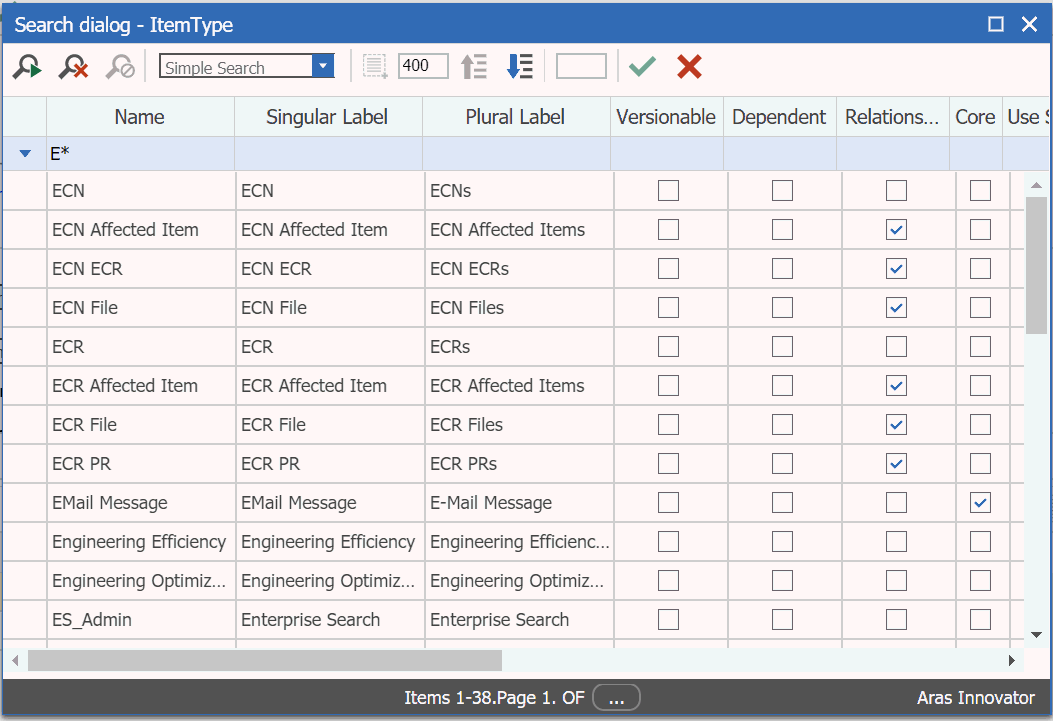 Search dialog - ItemType
Simple Search 400
Name Singular Label Plural Label Versionable Dependent Relations... Core Use S
E*
ECN ECN ECNs
ECN Affected Item ECN Affected Item ECN Affected Items
ECN ECR ECN ECR ECN ECRs
ECN File ECN File ECN Files
ECR ECR ECRs
ECR Affected Item ECR Affected Item ECR Affected Items
ECR File ECR File ECR Files
ECR PR ECR PR ECR PRs
EMail Message EMail Message E-Mail Message
Engineering Efficiency Engineering Efficiency Engineering Efficienc...
Engineering Optimiz... Engineering Optimiz... Engineering Optimiz...
ES_Admin Enterprise Search Enterprise Search
Items 1-38.Page 1. OF ... Aras Innovator